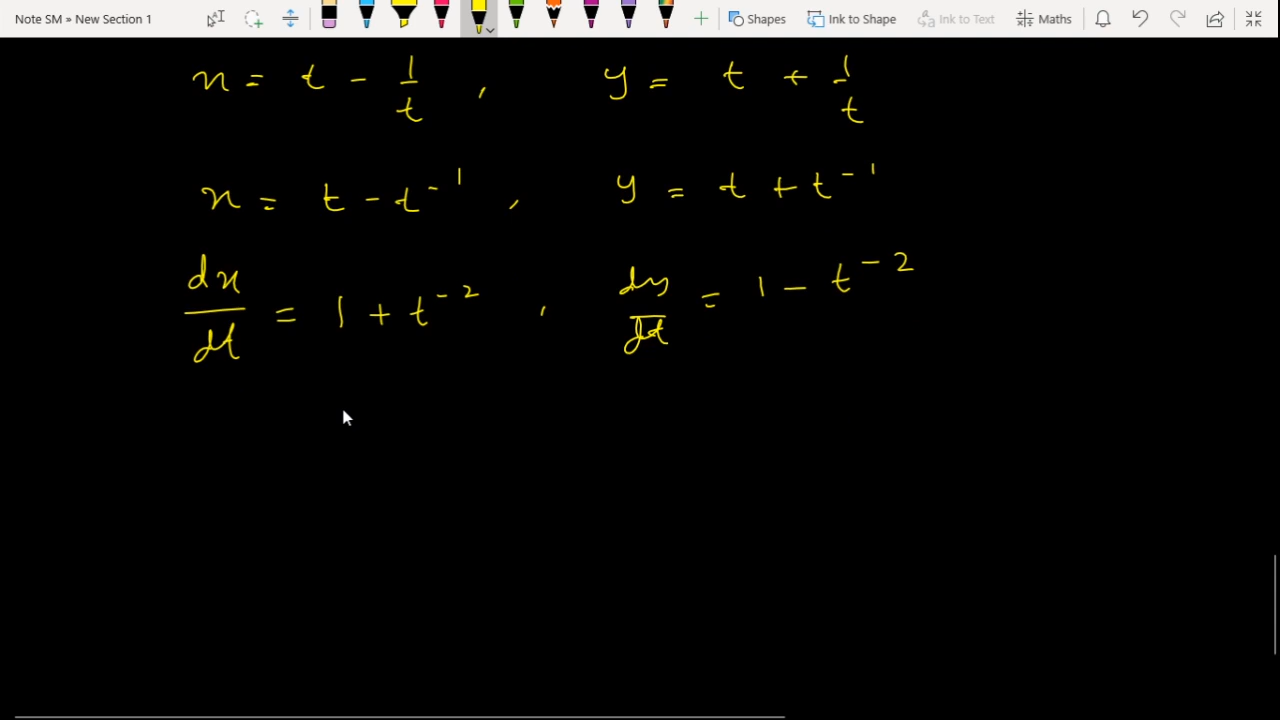 Note SM » New Section 1 Shapes Ink to Shape Ink to Text Maths
x = t - 1/t , y = t + 1/t
x = t - t^-1 , y = t + t^-1
dx/dt = 1 + t^-2 , dy/dt = 1 - t^-2